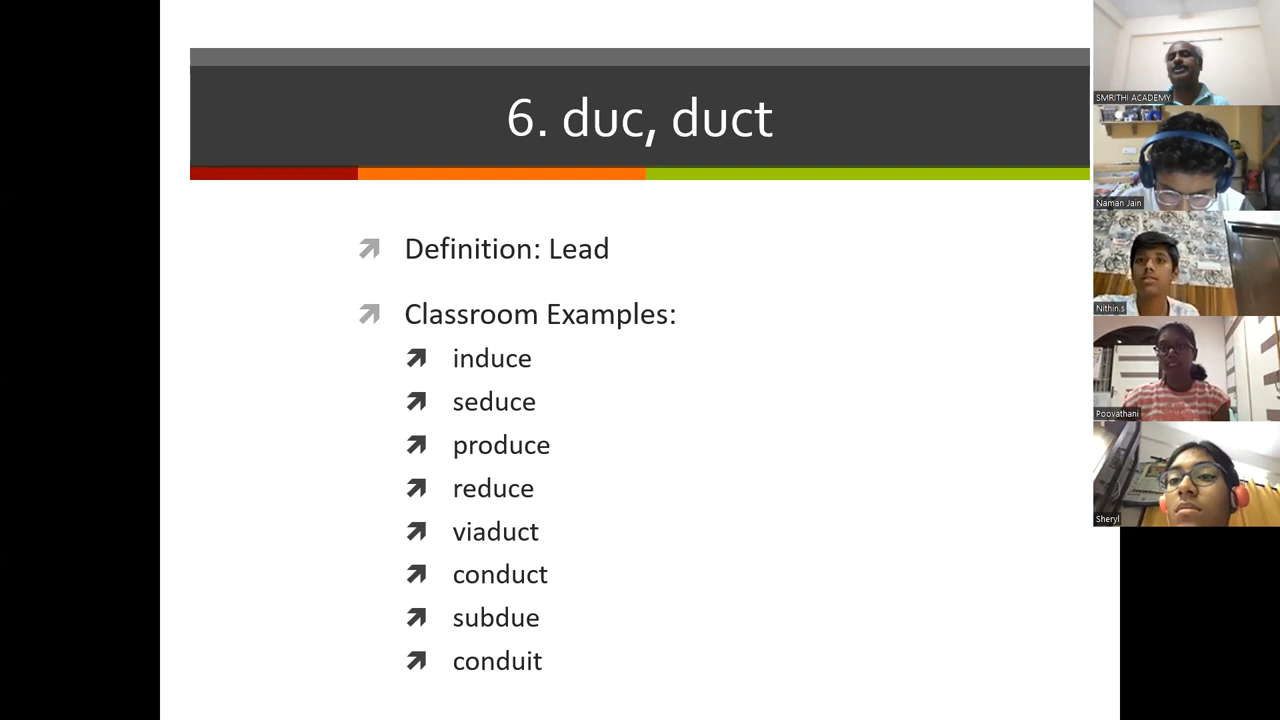 6. duc, duct
Definition: Lead
Classroom Examples:
induce
seduce
produce
reduce
viaduct
conduct
subdue
conduit
SMRITHI ACADEMY
Naman Jain
Nithin.s
Poovathani
Sheryl